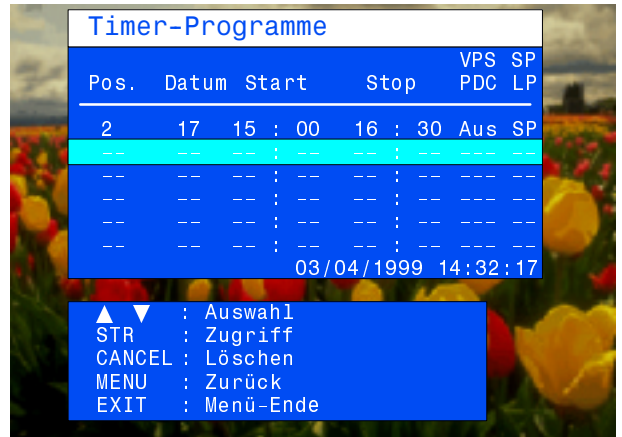 Timer-Programme
VPS SP
Pos. Datum Start Stop PDC LP
2 17 15 : 00 16 : 30 Aus SP
-- -- -- : -- -- : -- --- --
-- -- -- : -- -- : -- --- --
-- -- -- : -- -- : -- --- --
-- -- -- : -- -- : -- --- --
-- -- -- : -- -- : -- --- --
03/04/1999 14:32:17
▲ ▼ : Auswahl
STR : Zugriff
CANCEL : Löschen
MENU : Zurück
EXIT : Menü-Ende